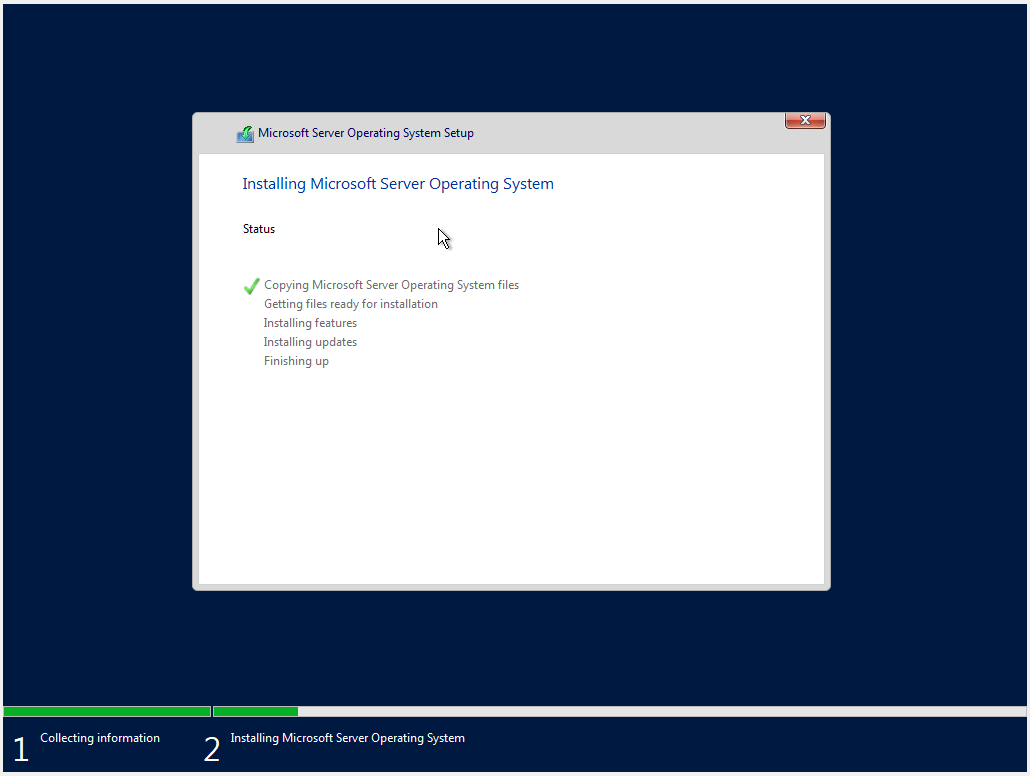 Microsoft Server Operating System Setup
Installing Microsoft Server Operating System
Status
Copying Microsoft Server Operating System files
Getting files ready for installation
Installing features
Installing updates
Finishing up
1 Collecting information
2 Installing Microsoft Server Operating System